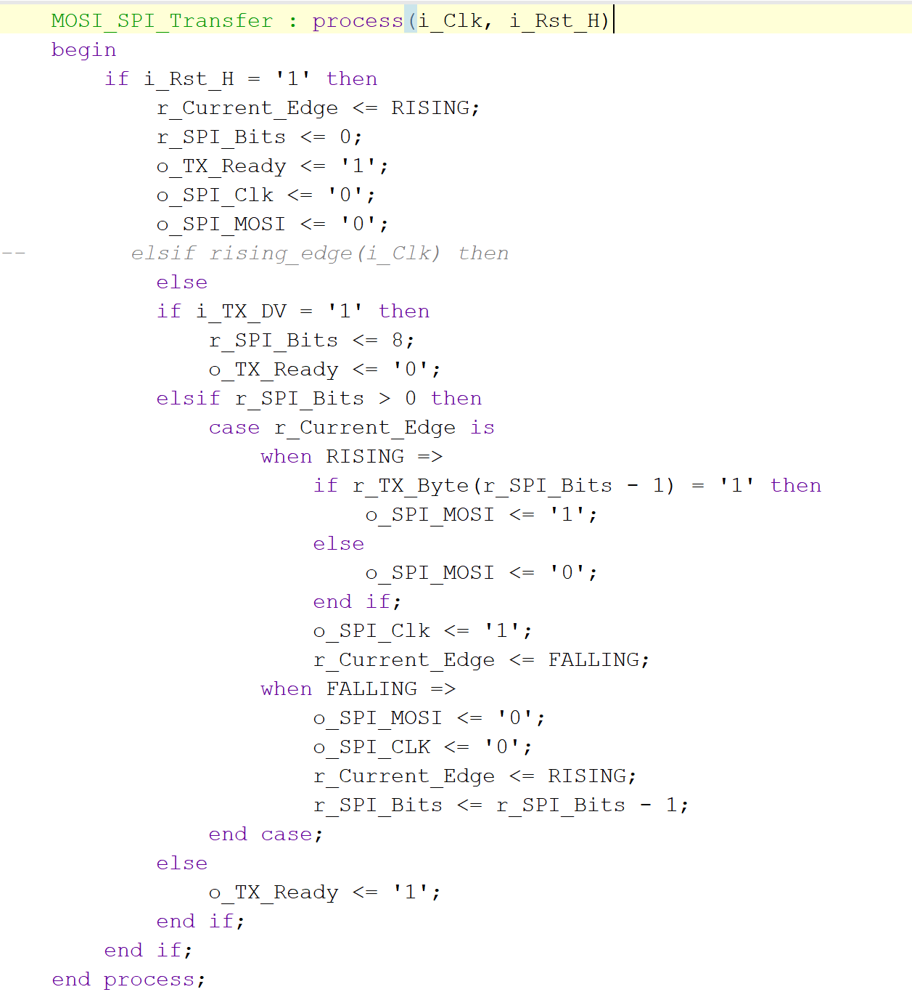 MOSI_SPI_Transfer : process(i_Clk, i_Rst_H)
begin
    if i_Rst_H = '1' then
        r_Current_Edge <= RISING;
        r_SPI_Bits <= 0;
        o_TX_Ready <= '1';
        o_SPI_Clk <= '0';
        o_SPI_MOSI <= '0';
--        elsif rising_edge(i_Clk) then
        else
        if i_TX_DV = '1' then
            r_SPI_Bits <= 8;
            o_TX_Ready <= '0';
        elsif r_SPI_Bits > 0 then
            case r_Current_Edge is
                when RISING =>
                    if r_TX_Byte(r_SPI_Bits - 1) = '1' then
                        o_SPI_MOSI <= '1';
                    else
                        o_SPI_MOSI <= '0';
                    end if;
                    o_SPI_Clk <= '1';
                    r_Current_Edge <= FALLING;
                when FALLING =>
                    o_SPI_MOSI <= '0';
                    o_SPI_CLK <= '0';
                    r_Current_Edge <= RISING;
                    r_SPI_Bits <= r_SPI_Bits - 1;
            end case;
        else
            o_TX_Ready <= '1';
        end if;
    end if;
end process;